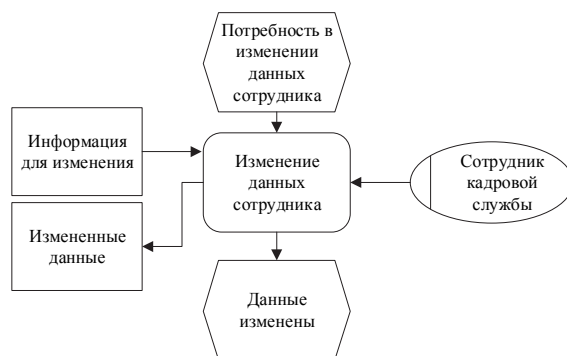 Потребность в
изменении
данных
сотрудника
Информация
для изменения
Изменение
данных
сотрудника
Сотрудник
кадровой
службы
Измененные
данные
Данные
изменены